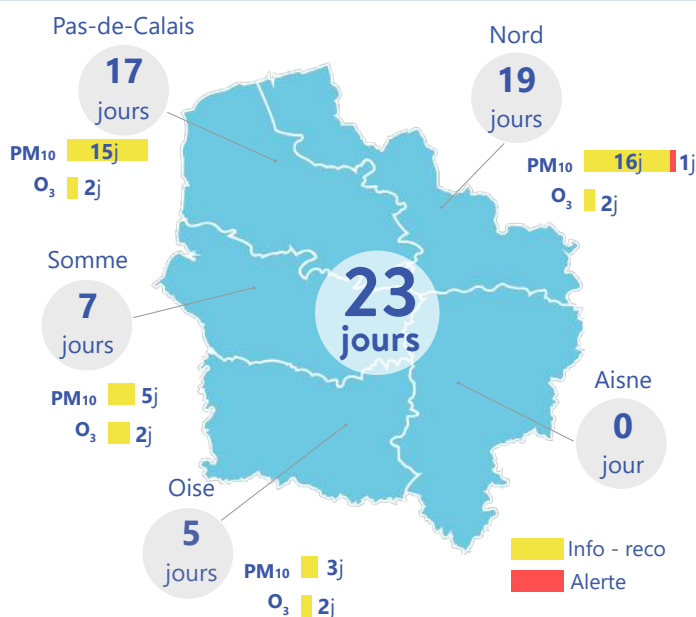 Pas-de-Calais
17
jours
PM10 15j
O3 2j
Nord
19
jours
PM10 16j 1j
O3 2j
Somme
7
jours
PM10 5j
O3 2j
23
jours
Aisne
0
jour
Oise
5
jours
PM10 3j
O3 2j
Info - reco
Alerte